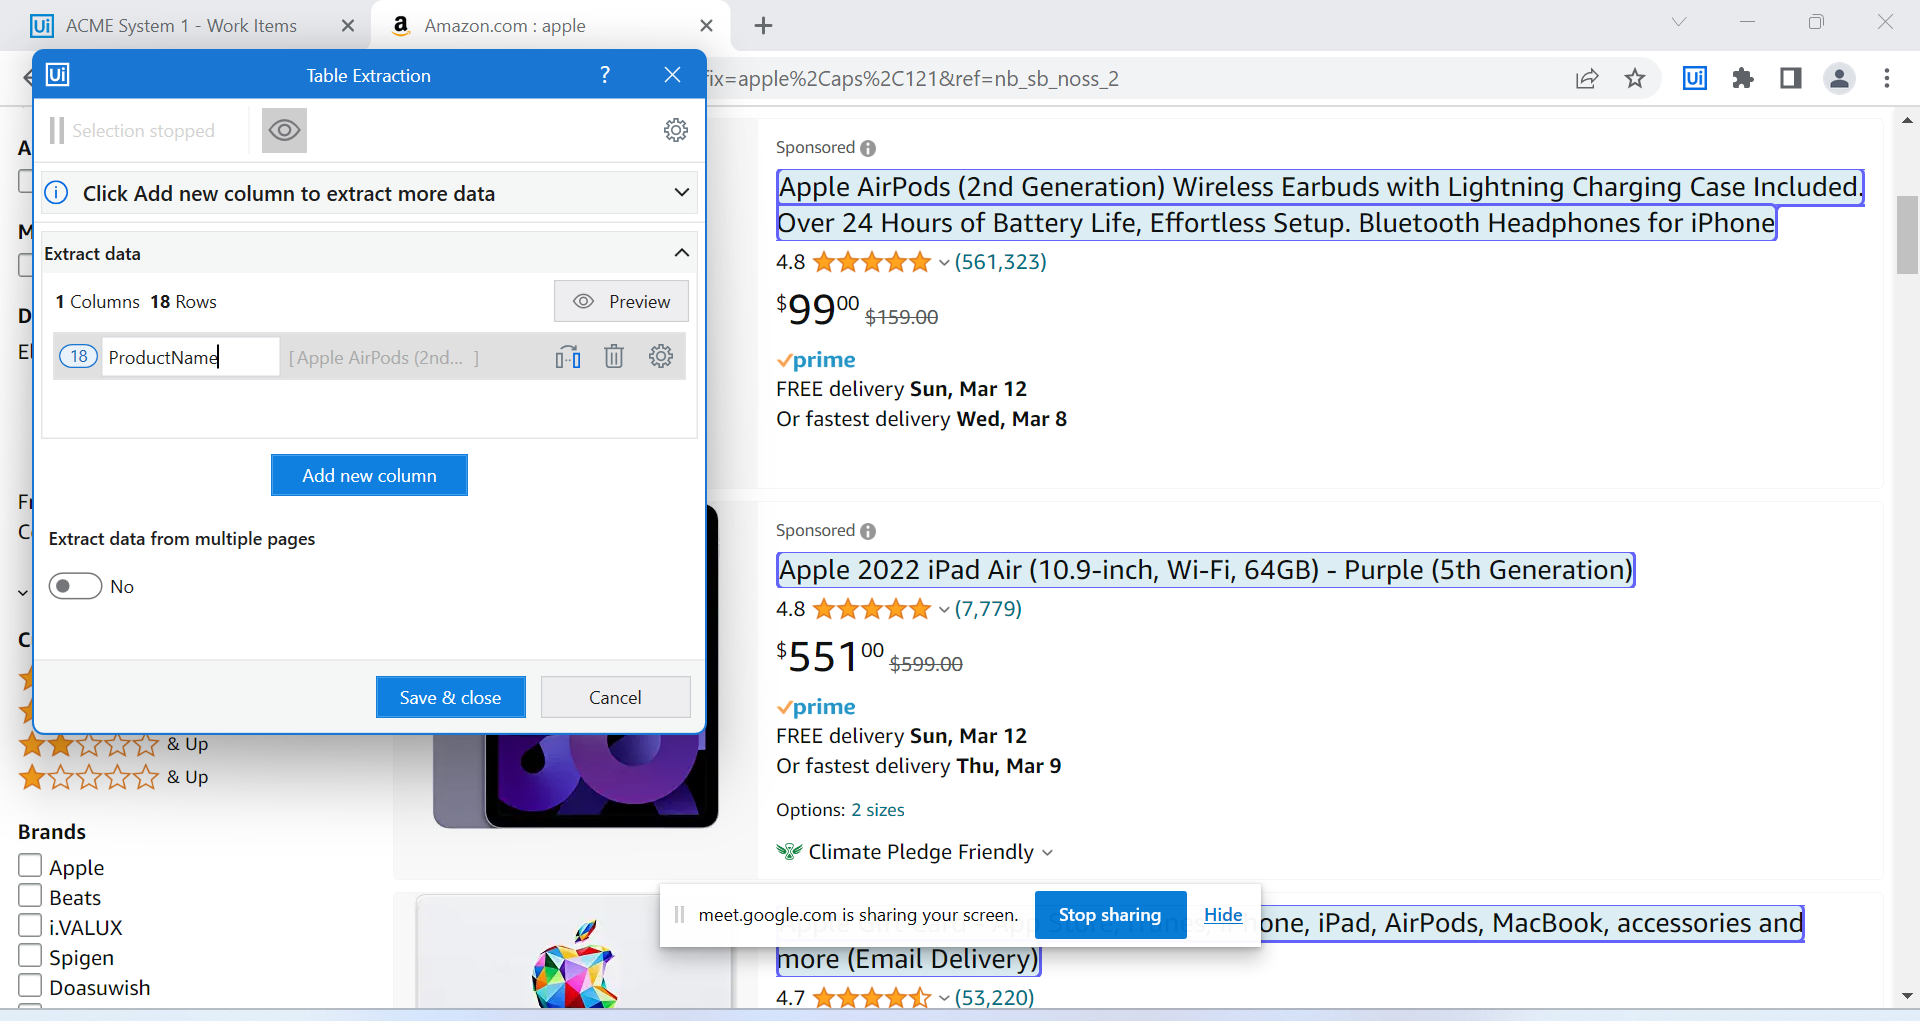 Ui ACME System 1 - Work Items
a Amazon.com : apple
fix=apple%2Caps%2C121&ref=nb_sb_noss_2
Ui
Ui Table Extraction ?
Selection stopped
Click Add new column to extract more data
Extract data
1 Columns 18 Rows
Preview
18 ProductName [ Apple AirPods (2nd... ]
Add new column
Extract data from multiple pages
No
Save & close
Cancel
A
M
D
El
Fr
C
C
& Up
& Up
Brands
Apple
Beats
i.VALUX
Spigen
Doasuwish
Sponsored
Apple AirPods (2nd Generation) Wireless Earbuds with Lightning Charging Case Included.
Over 24 Hours of Battery Life, Effortless Setup. Bluetooth Headphones for iPhone
4.8 (561,323)
$9900 $159.00
prime
FREE delivery Sun, Mar 12
Or fastest delivery Wed, Mar 8
Sponsored
Apple 2022 iPad Air (10.9-inch, Wi-Fi, 64GB) - Purple (5th Generation)
4.8 (7,779)
$55100 $599.00
prime
FREE delivery Sun, Mar 12
Or fastest delivery Thu, Mar 9
Options: 2 sizes
Climate Pledge Friendly
meet.google.com is sharing your screen.
Stop sharing
Hide
one, iPad, AirPods, MacBook, accessories and
more (Email Delivery)
4.7 (53,220)